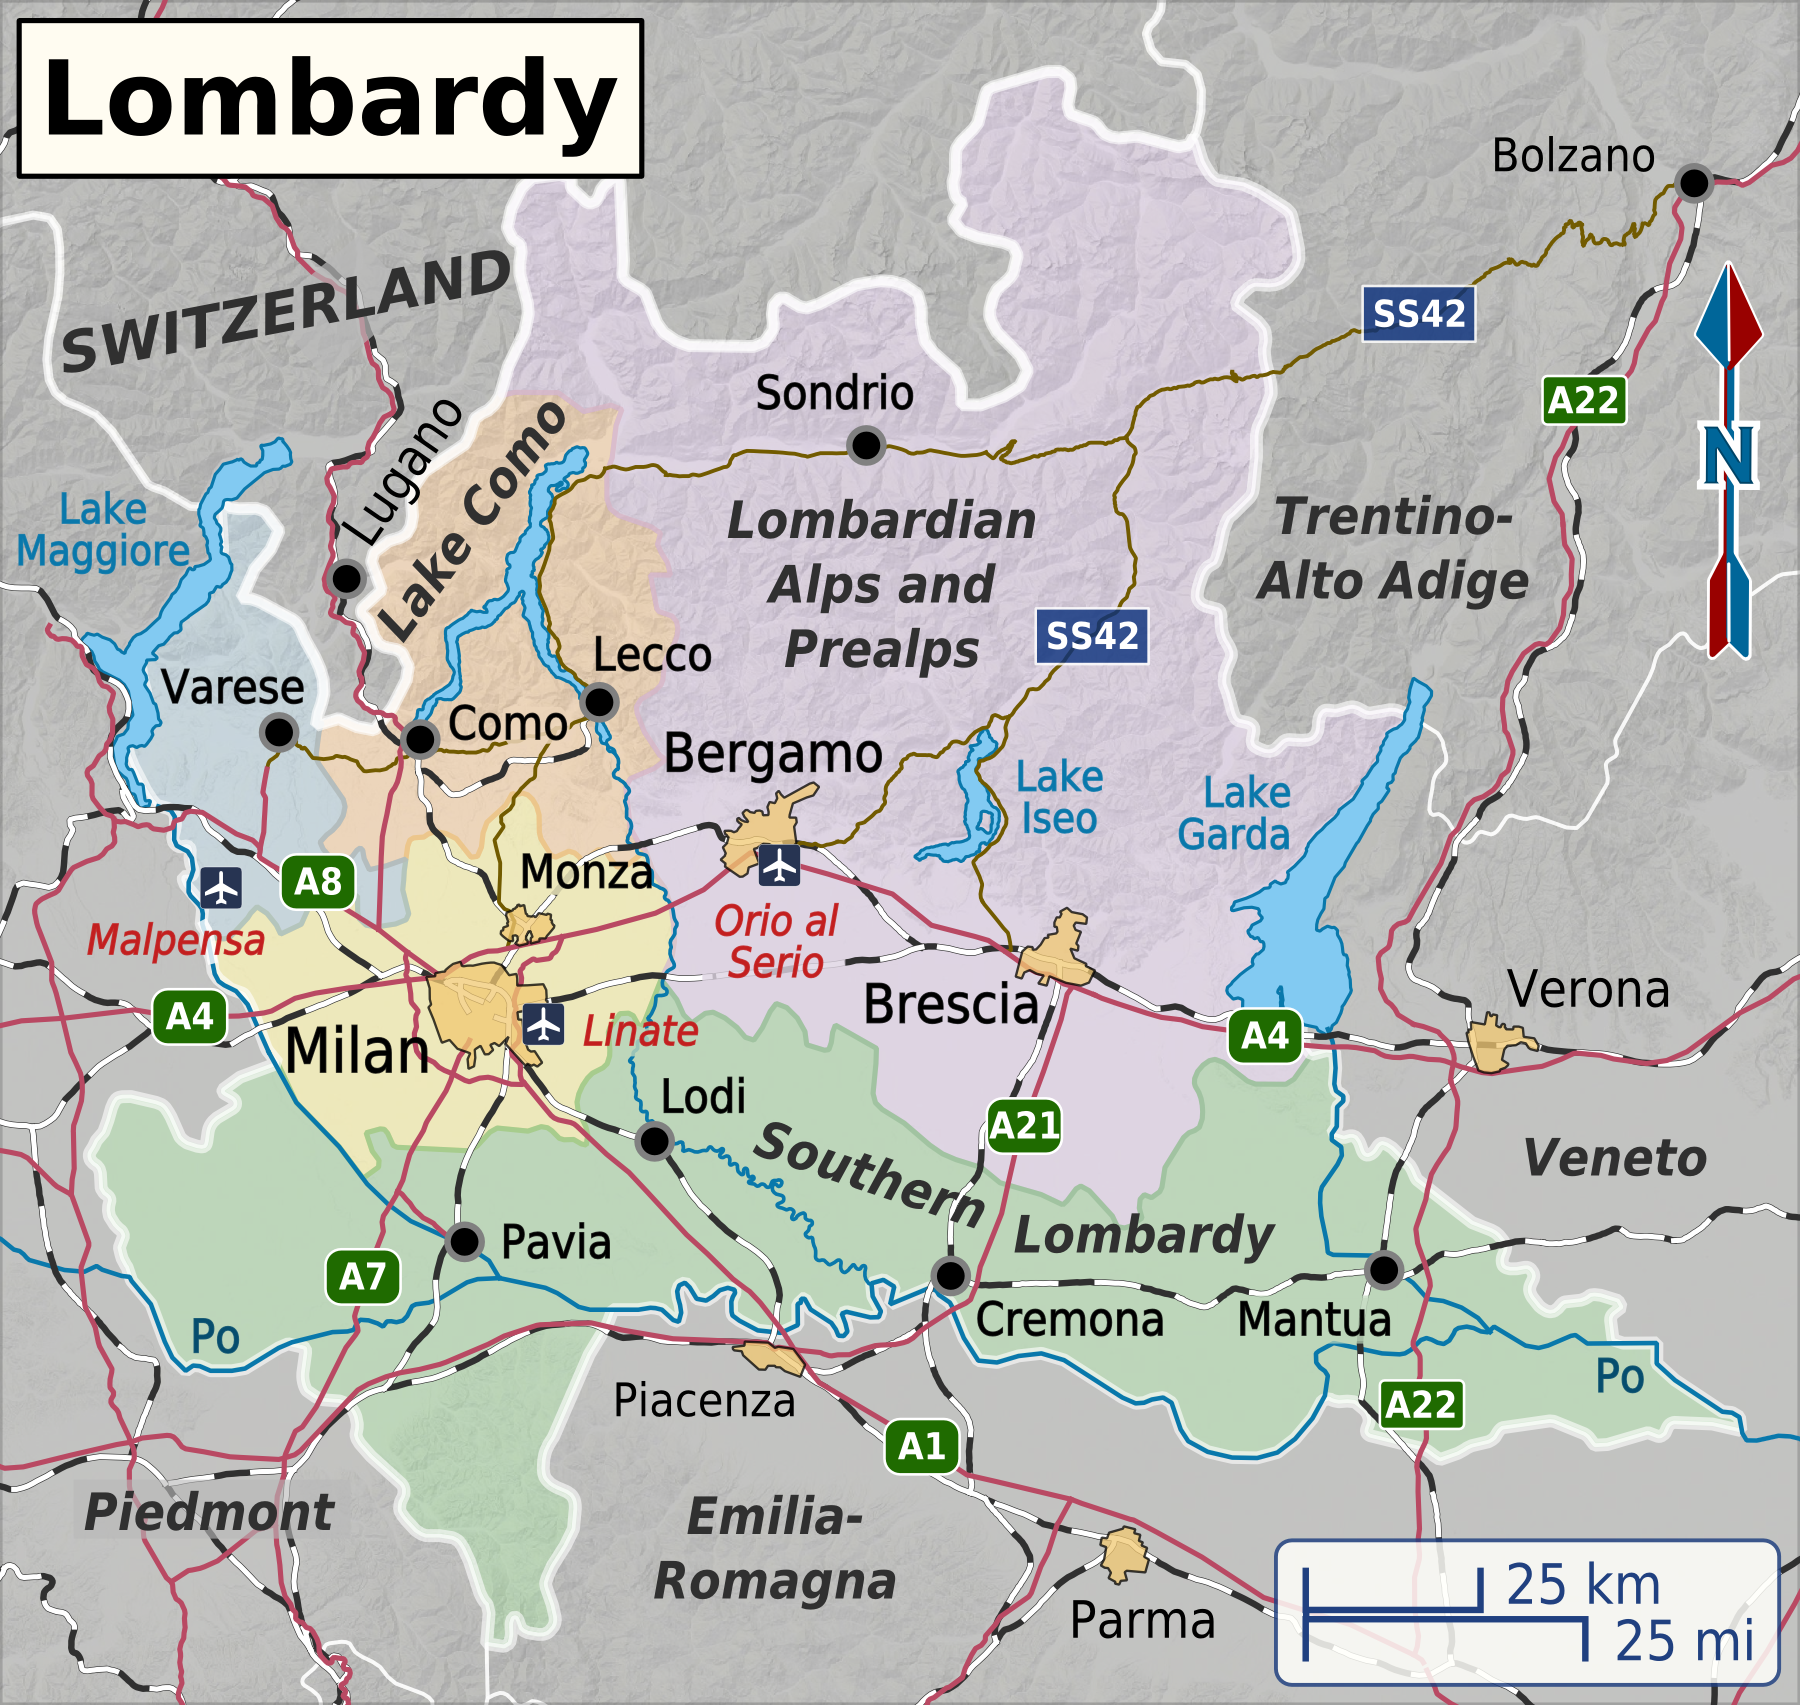 Lombardy
Bolzano
SWITZERLAND
SS42
Sondrio
A22
Lugano
Lake Como
N
Lake
Maggiore
Lombardian
Alps and
Prealps
Trentino-
Alto Adige
SS42
Lecco
Varese
Como
Bergamo
Lake
Iseo
Lake
Garda
Monza
A8
Malpensa
Orio al
Serio
Brescia
Verona
A4
Milan
Linate
A4
Lodi
A21
Southern
Lombardy
Veneto
Pavia
A7
Po
Cremona
Mantua
Po
Piacenza
A22
A1
Piedmont
Emilia-
Romagna
Parma
25 km
25 mi